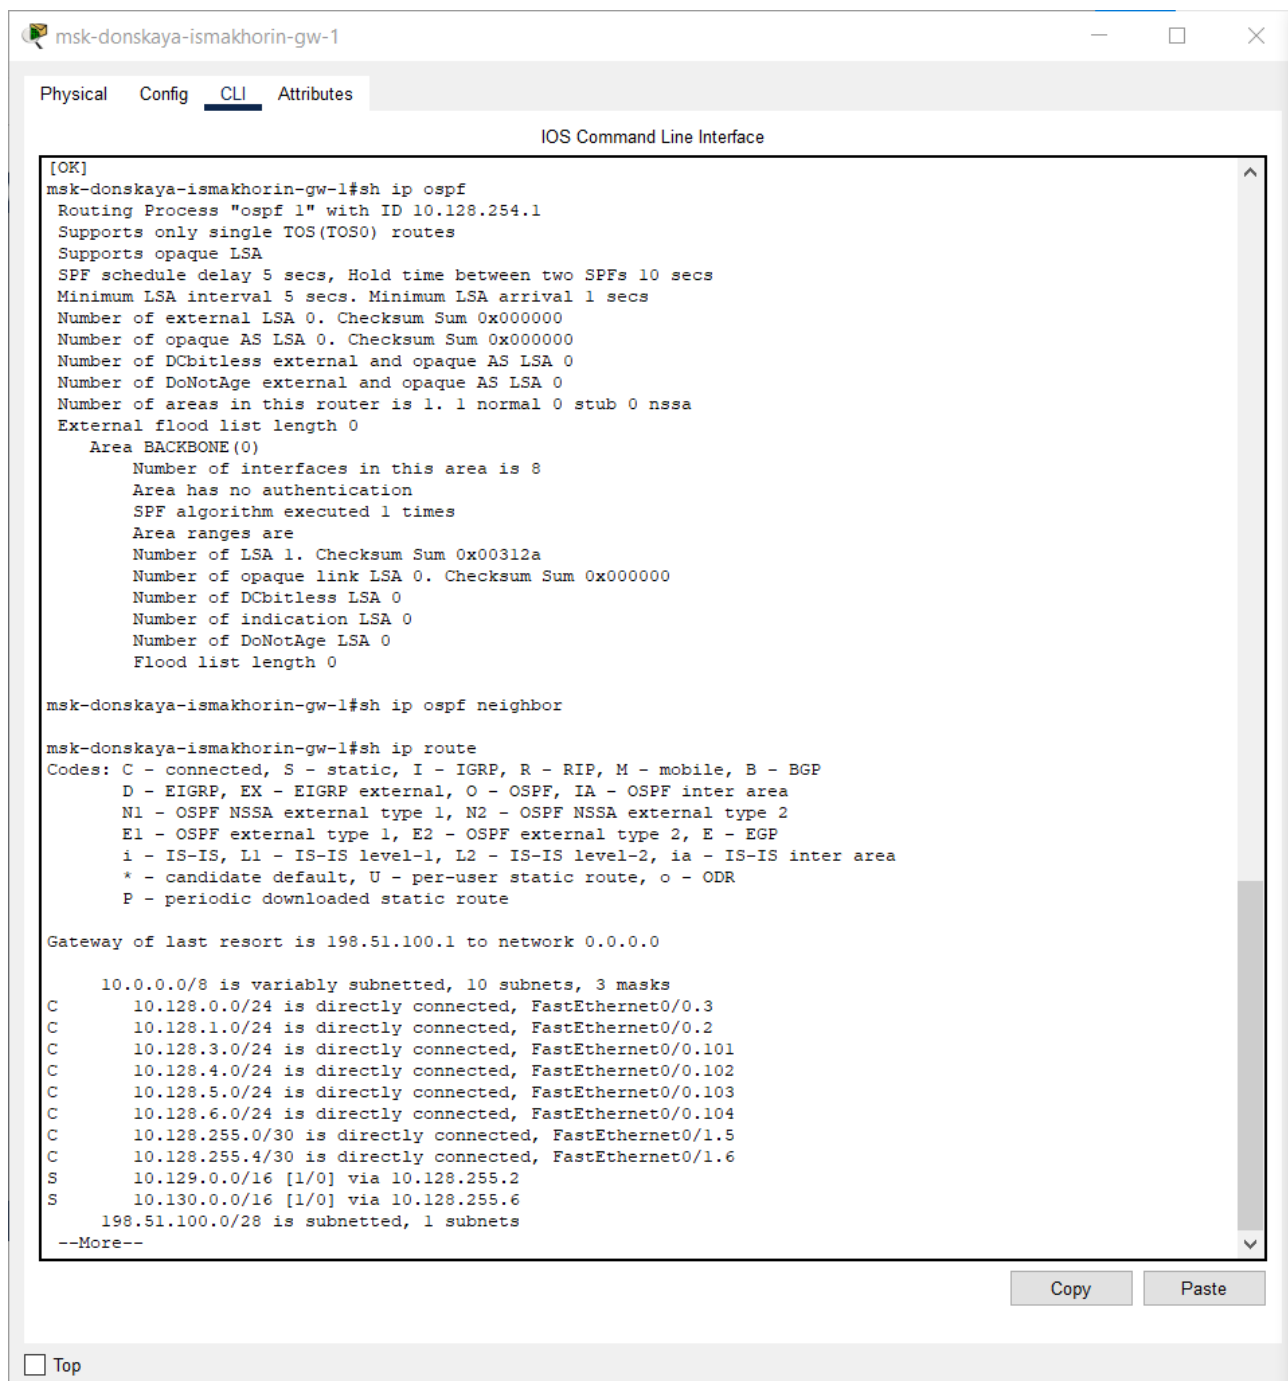 msk-donskaya-ismakhorin-gw-1
Physical Config CLI Attributes
IOS Command Line Interface
[OK]
msk-donskaya-ismakhorin-gw-1#sh ip ospf
Routing Process "ospf 1" with ID 10.128.254.1
Supports only single TOS(TOS0) routes
Supports opaque LSA
SPF schedule delay 5 secs, Hold time between two SPFs 10 secs
Minimum LSA interval 5 secs. Minimum LSA arrival 1 secs
Number of external LSA 0. Checksum Sum 0x000000
Number of opaque AS LSA 0. Checksum Sum 0x000000
Number of DCbitless external and opaque AS LSA 0
Number of DoNotAge external and opaque AS LSA 0
Number of areas in this router is 1. 1 normal 0 stub 0 nssa
External flood list length 0
Area BACKBONE(0)
Number of interfaces in this area is 8
Area has no authentication
SPF algorithm executed 1 times
Area ranges are
Number of LSA 1. Checksum Sum 0x00312a
Number of opaque link LSA 0. Checksum Sum 0x000000
Number of DCbitless LSA 0
Number of indication LSA 0
Number of DoNotAge LSA 0
Flood list length 0
msk-donskaya-ismakhorin-gw-1#sh ip ospf neighbor
msk-donskaya-ismakhorin-gw-1#sh ip route
Codes: C - connected, S - static, I - IGRP, R - RIP, M - mobile, B - BGP
D - EIGRP, EX - EIGRP external, O - OSPF, IA - OSPF inter area
N1 - OSPF NSSA external type 1, N2 - OSPF NSSA external type 2
E1 - OSPF external type 1, E2 - OSPF external type 2, E - EGP
i - IS-IS, L1 - IS-IS level-1, L2 - IS-IS level-2, ia - IS-IS inter area
* - candidate default, U - per-user static route, o - ODR
P - periodic downloaded static route
Gateway of last resort is 198.51.100.1 to network 0.0.0.0
10.0.0.0/8 is variably subnetted, 10 subnets, 3 masks
C 10.128.0.0/24 is directly connected, FastEthernet0/0.3
C 10.128.1.0/24 is directly connected, FastEthernet0/0.2
C 10.128.3.0/24 is directly connected, FastEthernet0/0.101
C 10.128.4.0/24 is directly connected, FastEthernet0/0.102
C 10.128.5.0/24 is directly connected, FastEthernet0/0.103
C 10.128.6.0/24 is directly connected, FastEthernet0/0.104
C 10.128.255.0/30 is directly connected, FastEthernet0/1.5
C 10.128.255.4/30 is directly connected, FastEthernet0/1.6
S 10.129.0.0/16 [1/0] via 10.128.255.2
S 10.130.0.0/16 [1/0] via 10.128.255.6
198.51.100.0/28 is subnetted, 1 subnets
--More--
Copy Paste
Top